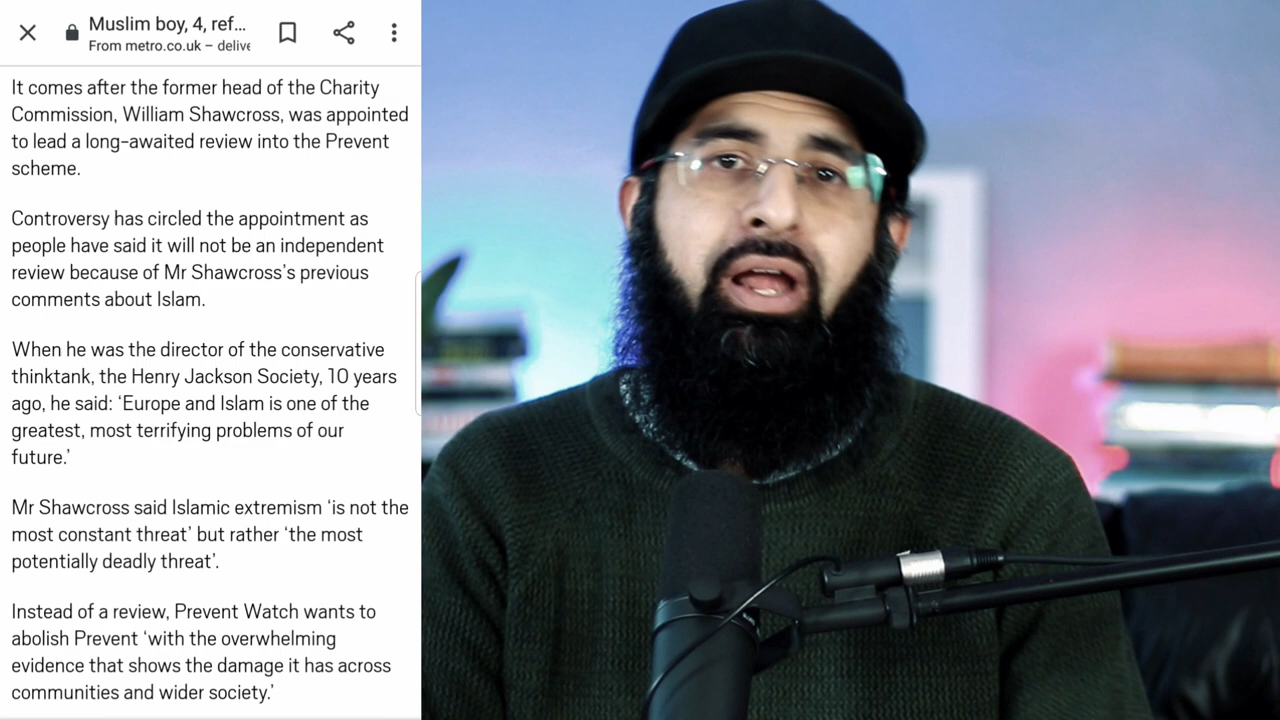 Muslim boy, 4, ref...
From metro.co.uk – delive
It comes after the former head of the Charity
Commission, William Shawcross, was appointed
to lead a long-awaited review into the Prevent
scheme.
Controversy has circled the appointment as
people have said it will not be an independent
review because of Mr Shawcross's previous
comments about Islam.
When he was the director of the conservative
thinktank, the Henry Jackson Society, 10 years
ago, he said: 'Europe and Islam is one of the
greatest, most terrifying problems of our
future.'
Mr Shawcross said Islamic extremism 'is not the
most constant threat' but rather 'the most
potentially deadly threat'.
Instead of a review, Prevent Watch wants to
abolish Prevent 'with the overwhelming
evidence that shows the damage it has across
communities and wider society.'